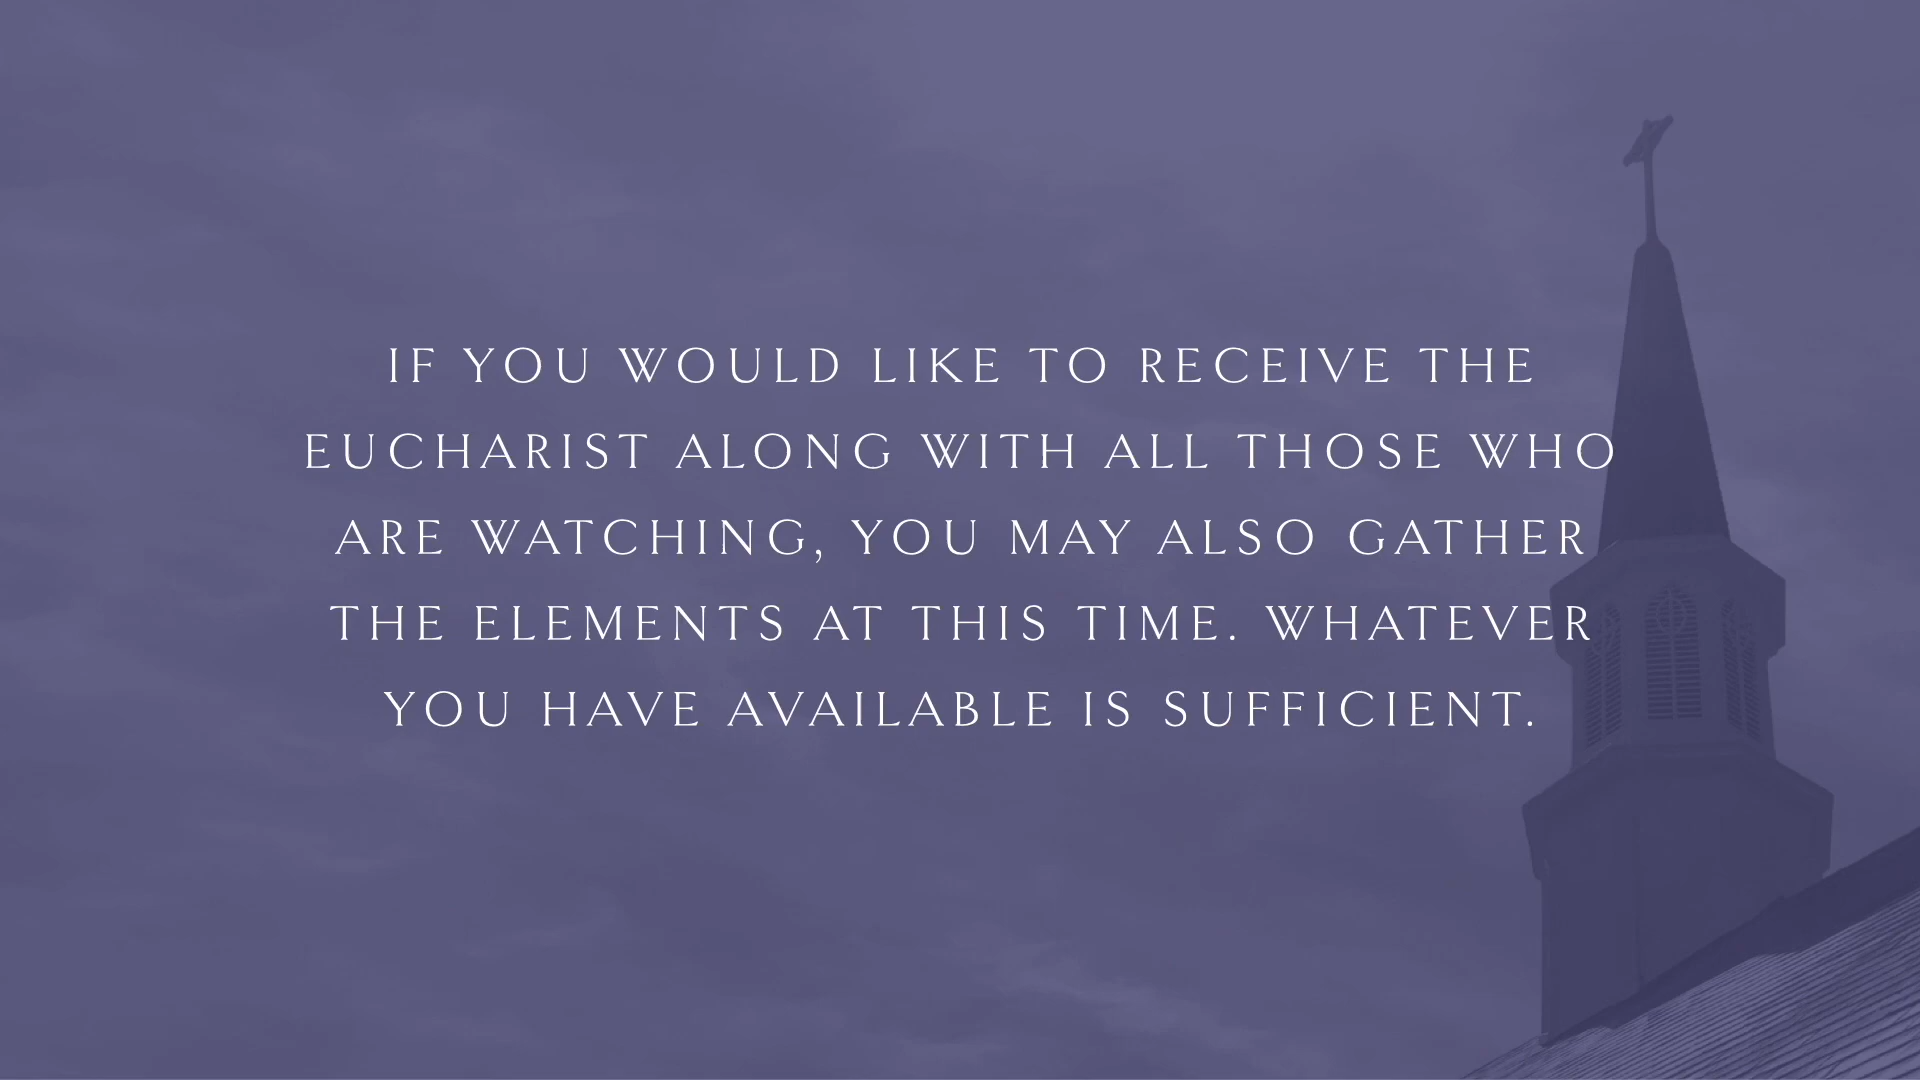 IF YOU WOULD LIKE TO RECEIVE THE
EUCHARIST ALONG WITH ALL THOSE WHO
ARE WATCHING, YOU MAY ALSO GATHER
THE ELEMENTS AT THIS TIME. WHATEVER
YOU HAVE AVAILABLE IS SUFFICIENT.